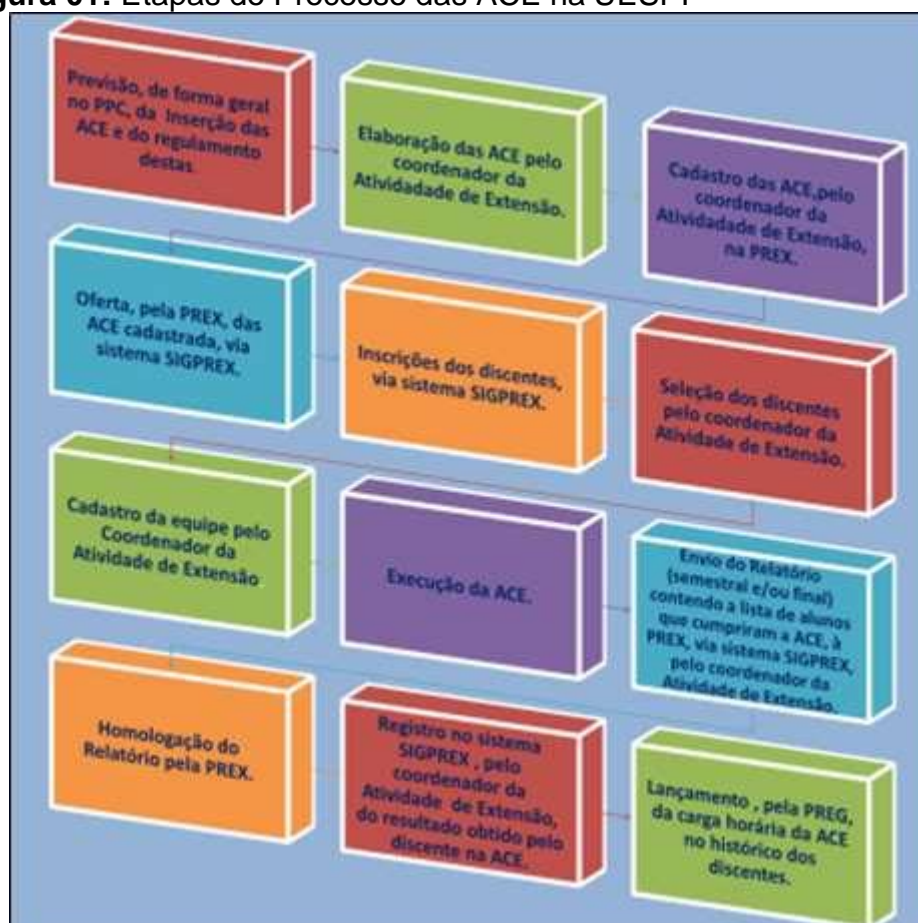 Etapas do Processo das ACE na UESPI
Previsão, de forma geral
no PPC, da Inserção das
ACE e do regulamento
destas.
Elaboração das ACE pelo
coordenador da
Atividadade de Extensão.
Cadastro das ACE,pelo
coordenador da
Atividadade de Extensão,
na PREX.
Oferta, pela PREX, das
ACE cadastrada, via
sistema SIGPREX.
Inscrições dos discentes,
via sistema SIGPREX.
Seleção dos discentes
pelo coordenador da
Atividade de Extensão.
Cadastro da equipe pelo
Coordenador da
Atividade de Extensão
Execução da ACE.
Envio do Relatório
(semestral e/ou final)
contendo a lista de alunos
que cumpriram a ACE, à
PREX, via sistema SIGPREX,
pelo coordenador da
Atividade de Extensão.
Homologação do
Relatório pela PREX.
Registro no sistema
SIGPREX , pelo
coordenador da
Atividade de Extensão,
do resultado obtido pelo
discente na ACE.
Lançamento , pela PREG,
da carga horária da ACE
no histórico dos
discentes.